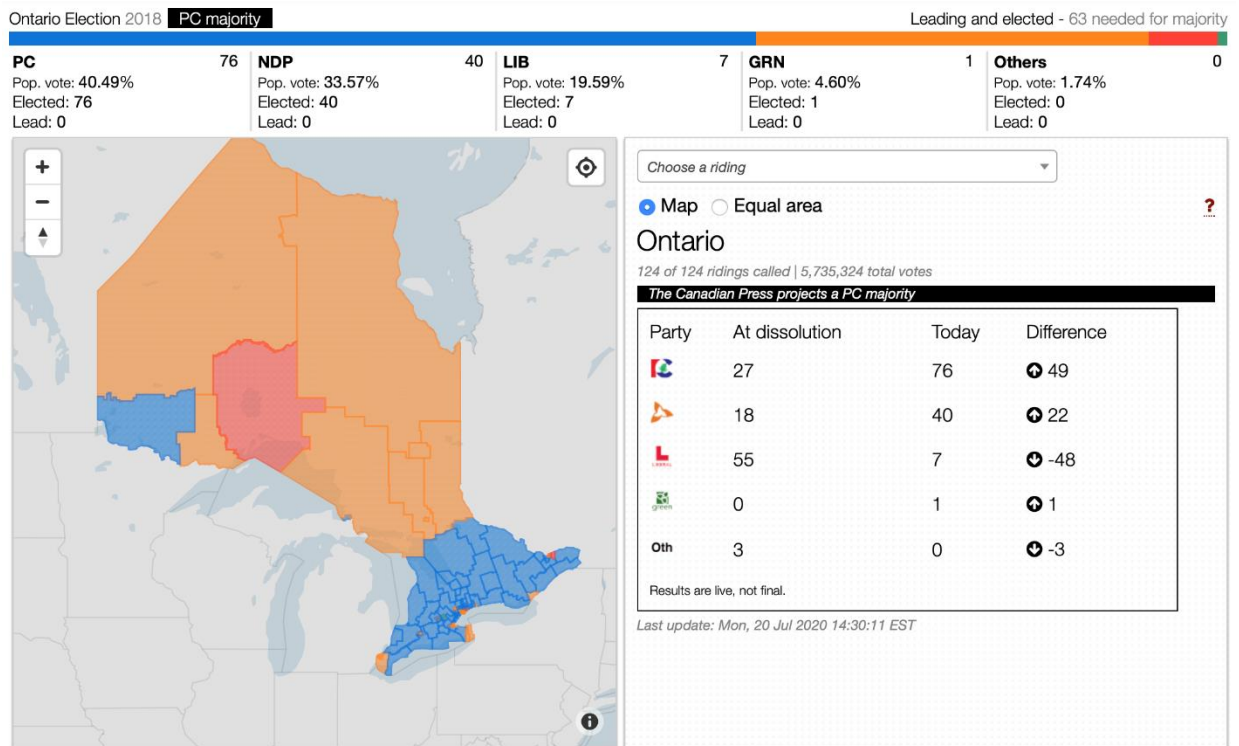 Ontario Election 2018 PC majority Leading and elected - 63 needed for majority
PC 76 NDP 40 LIB 7 GRN 1 Others 0
Pop. vote: 40.49% Pop. vote: 33.57% Pop. vote: 19.59% Pop. vote: 4.60% Pop. vote: 1.74%
Elected: 76 Elected: 40 Elected: 7 Elected: 1 Elected: 0
Lead: 0 Lead: 0 Lead: 0 Lead: 0 Lead: 0
Choose a riding
Map Equal area ?
Ontario
124 of 124 ridings called | 5,735,324 total votes
The Canadian Press projects a PC majority
Party At dissolution Today Difference
27 76 49
18 40 22
L 55 7 -48
green 0 1 1
Oth 3 0 -3
Results are live, not final.
Last update: Mon, 20 Jul 2020 14:30:11 EST